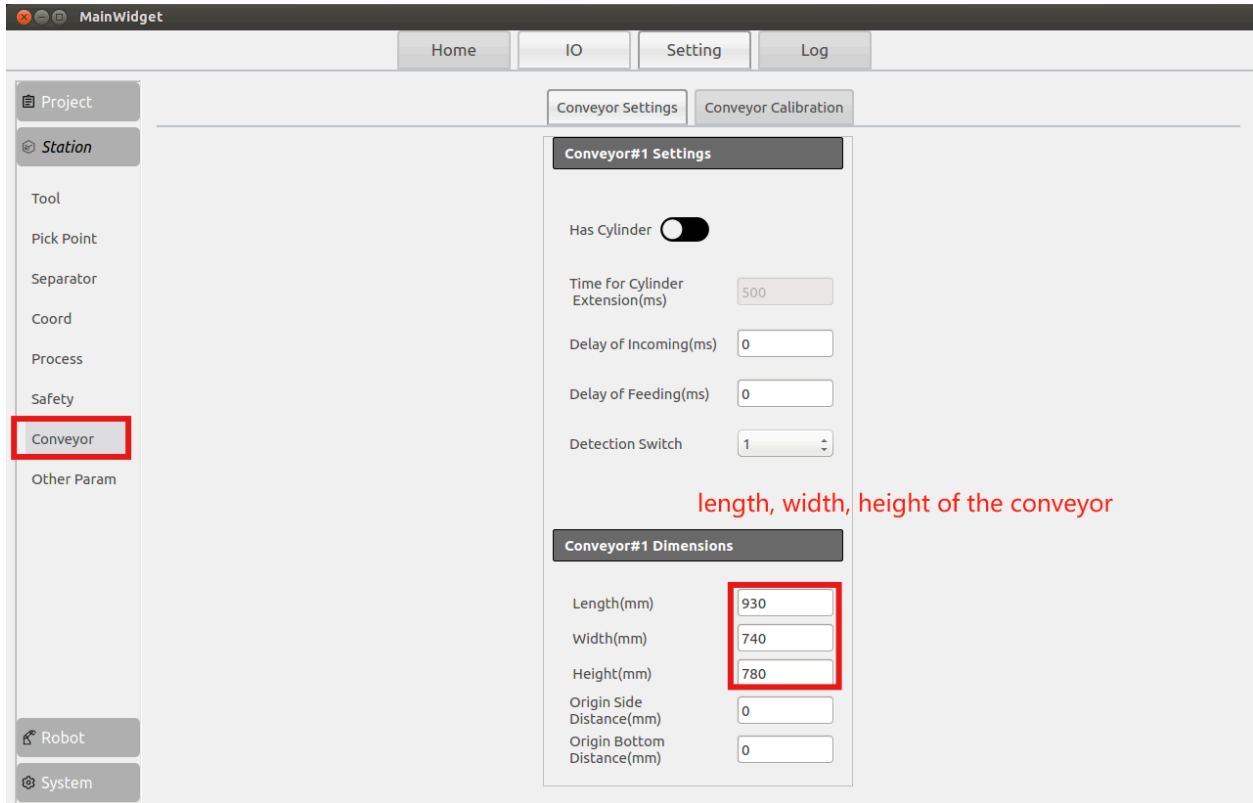 MainWidget
Home IO Setting Log
Project
Station
Tool
Pick Point
Separator
Coord
Process
Safety
Conveyor
Other Param
Robot
System
Conveyor Settings Conveyor Calibration
Conveyor#1 Settings
Has Cylinder
Time for Cylinder
Extension(ms) 500
Delay of Incoming(ms) 0
Delay of Feeding(ms) 0
Detection Switch 1
length, width, height of the conveyor
Conveyor#1 Dimensions
Length(mm) 930
Width(mm) 740
Height(mm) 780
Origin Side
Distance(mm) 0
Origin Bottom
Distance(mm) 0